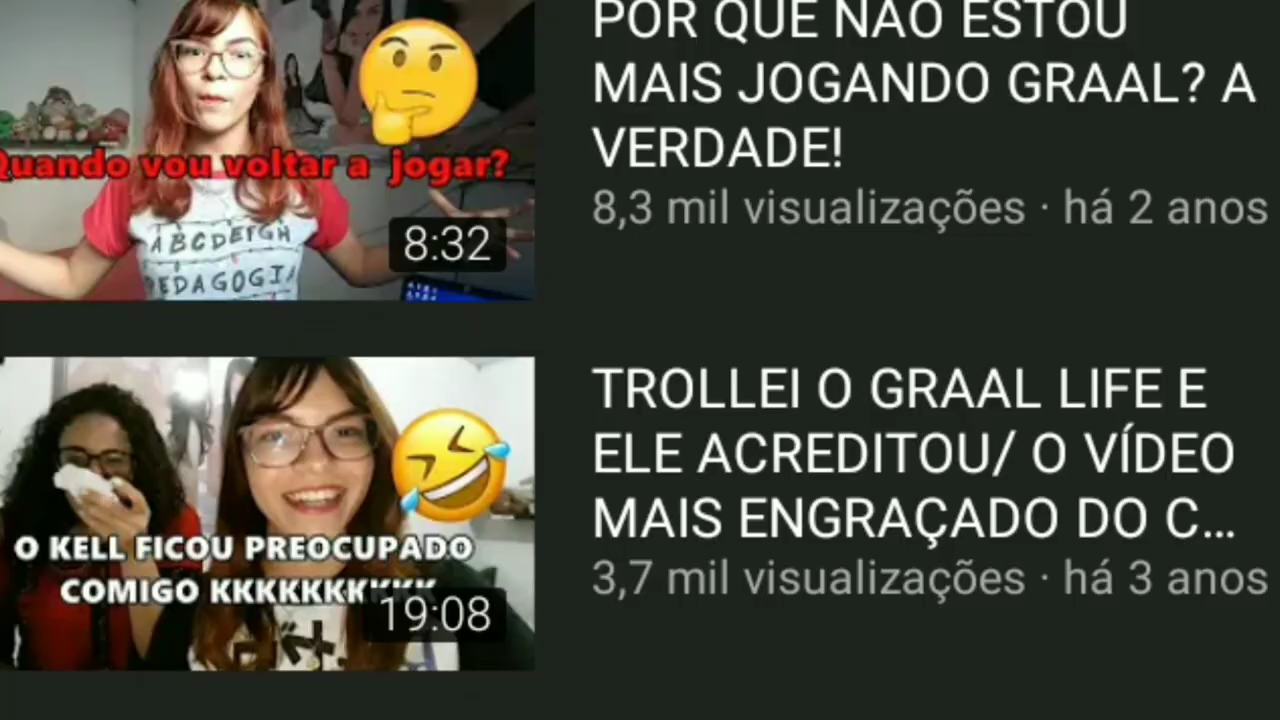 POR QUE NÃO ESTOU
MAIS JOGANDO GRAAL? A
VERDADE!
8,3 mil visualizações · há 2 anos
Quando vou voltar a jogar?
ABCDEFGH
PEDAGOGIA
8:32
TROLLEI O GRAAL LIFE E
ELE ACREDITOU/ O VÍDEO
MAIS ENGRAÇADO DO C...
3,7 mil visualizações · há 3 anos
O KELL FICOU PREOCUPADO
COMIGO KKKKKKKKKK
19:08